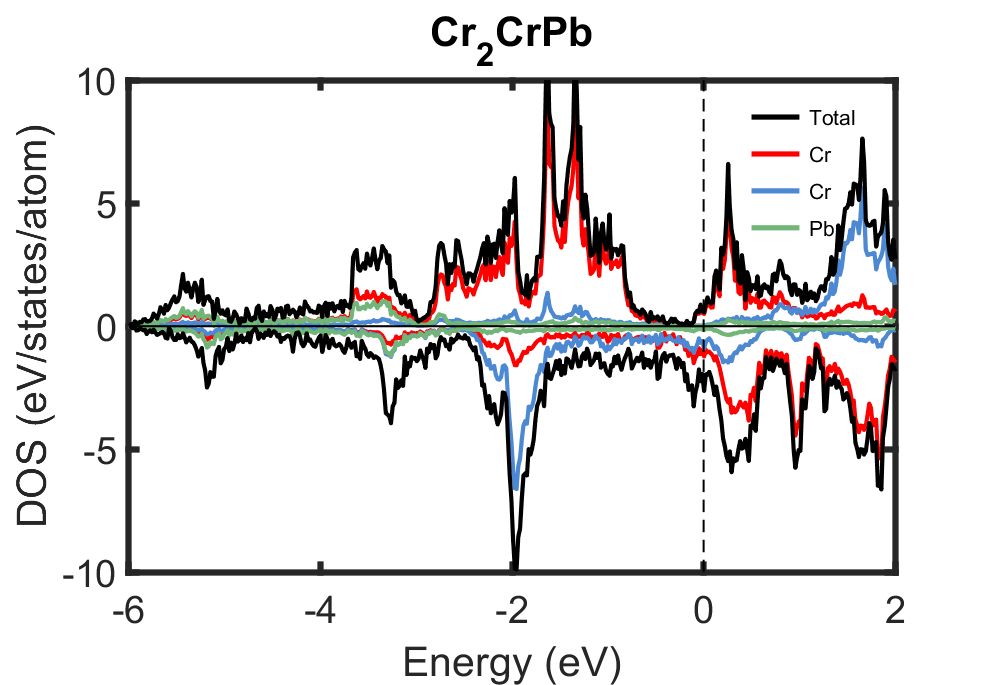 Cr2CrPb
10
5
0
-5
-10
DOS (eV/states/atom)
Total
Cr
Cr
Pb
-6 -4 -2 0 2
Energy (eV)